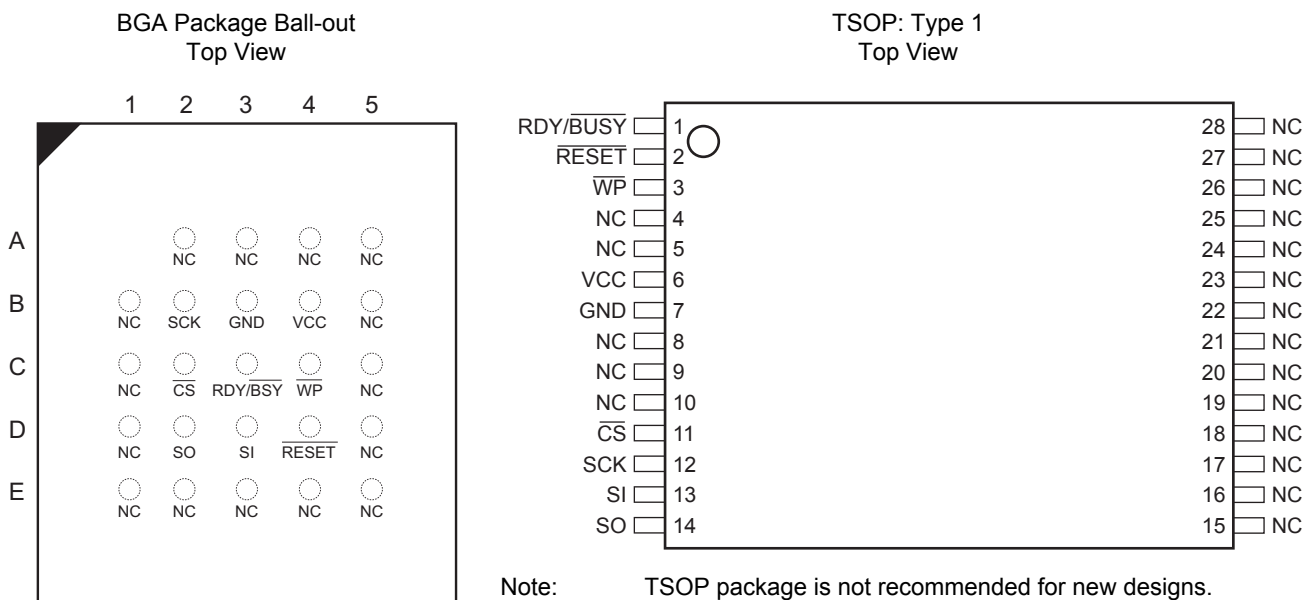 BGA Package Ball-out
Top View
1 2 3 4 5
A
NC NC NC NC
B
NC SCK GND VCC NC
C
NC CS RDY/BSY WP NC
D
NC SO SI RESET NC
E
NC NC NC NC NC
TSOP: Type 1
Top View
RDY/BUSY 1 28 NC
RESET 2 27 NC
WP 3 26 NC
NC 4 25 NC
NC 5 24 NC
VCC 6 23 NC
GND 7 22 NC
NC 8 21 NC
NC 9 20 NC
NC 10 19 NC
CS 11 18 NC
SCK 12 17 NC
SI 13 16 NC
SO 14 15 NC
Note: TSOP package is not recommended for new designs.